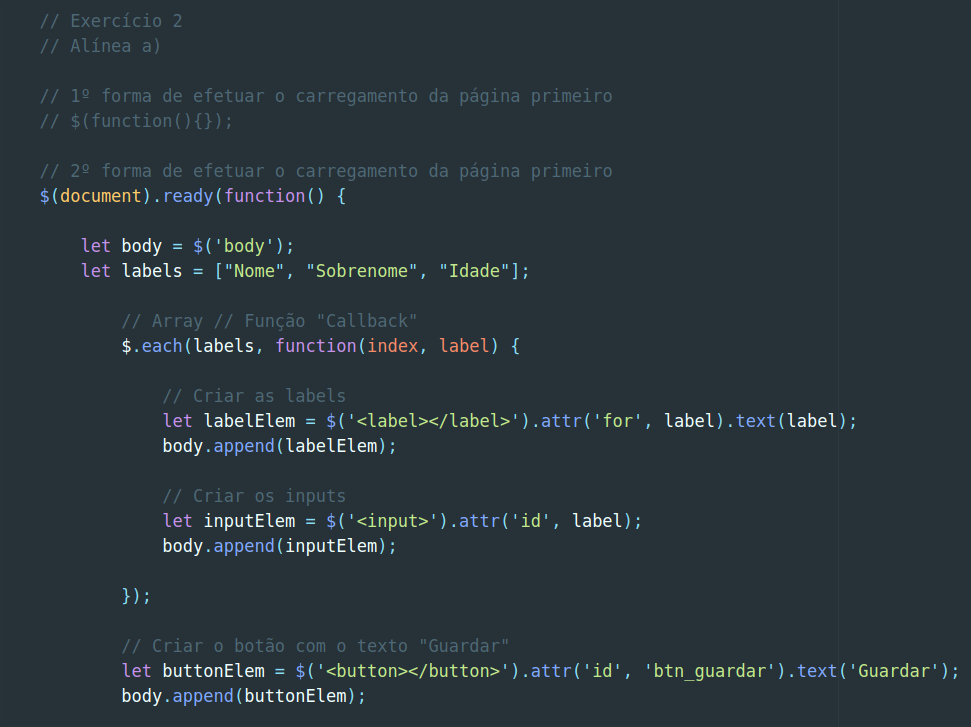 // Exercício 2
// Alínea a)
// 1º forma de efetuar o carregamento da página primeiro
// $(function(){});
// 2º forma de efetuar o carregamento da página primeiro
$(document).ready(function() {
let body = $('body');
let labels = ["Nome", "Sobrenome", "Idade"];
// Array // Função "Callback"
$.each(labels, function(index, label) {
// Criar as labels
let labelElem = $('<label></label>').attr('for', label).text(label);
body.append(labelElem);
// Criar os inputs
let inputElem = $('<input>').attr('id', label);
body.append(inputElem);
});
// Criar o botão com o texto "Guardar"
let buttonElem = $('<button></button>').attr('id', 'btn_guardar').text('Guardar');
body.append(buttonElem);